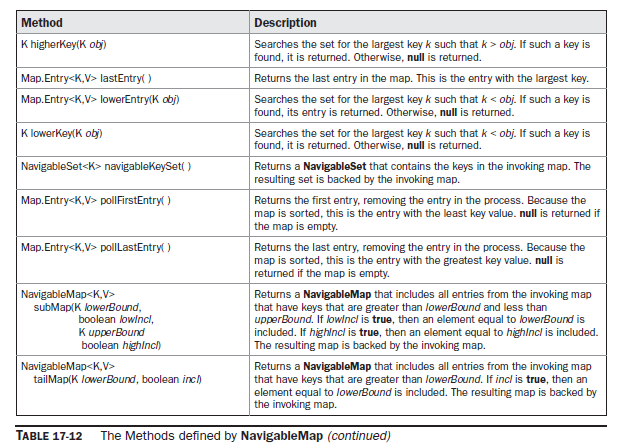 Method Description
K higherKey(K obj) Searches the set for the largest key k such that k > obj. If such a key is
found, it is returned. Otherwise, null is returned.
Map.Entry<K,V> lastEntry( ) Returns the last entry in the map. This is the entry with the largest key.
Map.Entry<K,V> lowerEntry(K obj) Searches the set for the largest key k such that k < obj. If such a key is
found, its entry is returned. Otherwise, null is returned.
K lowerKey(K obj) Searches the set for the largest key k such that k < obj. If such a key is
found, it is returned. Otherwise, null is returned.
NavigableSet<K> navigableKeySet( ) Returns a NavigableSet that contains the keys in the invoking map. The
resulting set is backed by the invoking map.
Map.Entry<K,V> pollFirstEntry( ) Returns the first entry, removing the entry in the process. Because the
map is sorted, this is the entry with the least key value. null is returned if
the map is empty.
Map.Entry<K,V> pollLastEntry( ) Returns the last entry, removing the entry in the process. Because the
map is sorted, this is the entry with the greatest key value. null is
returned if the map is empty.
NavigableMap<K,V> Returns a NavigableMap that includes all entries from the invoking map
subMap(K lowerBound, that have keys that are greater than lowerBound and less than
boolean lowIncl, upperBound. If lowIncl is true, then an element equal to lowerBound is
K upperBound included. If highIncl is true, then an element equal to highIncl is included.
boolean highIncl) The resulting map is backed by the invoking map.
NavigableMap<K,V> Returns a NavigableMap that includes all entries from the invoking map
tailMap(K lowerBound, boolean incl) that have keys that are greater than lowerBound. If incl is true, then an
element equal to lowerBound is included. The resulting map is backed by
the invoking map.
TABLE 17-12 The Methods defined by NavigableMap (continued)